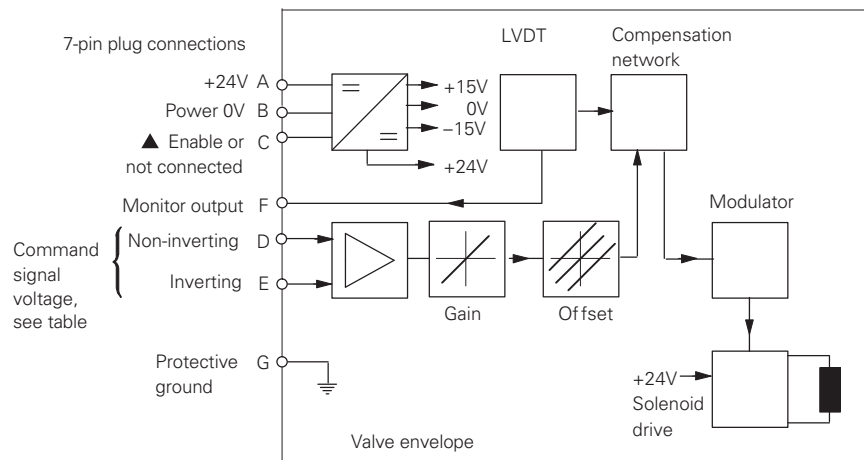 7-pin plug connections
+24V A
Power 0V B
▲ Enable or
not connected
C
Monitor output F
Command
signal
voltage,
see table
Non-inverting D
Inverting E
Protective
ground
G
+15V
0V
–15V
+24V
LVDT
Compensation
network
Gain
Offset
Modulator
+24V
Solenoid
drive
Valve envelope